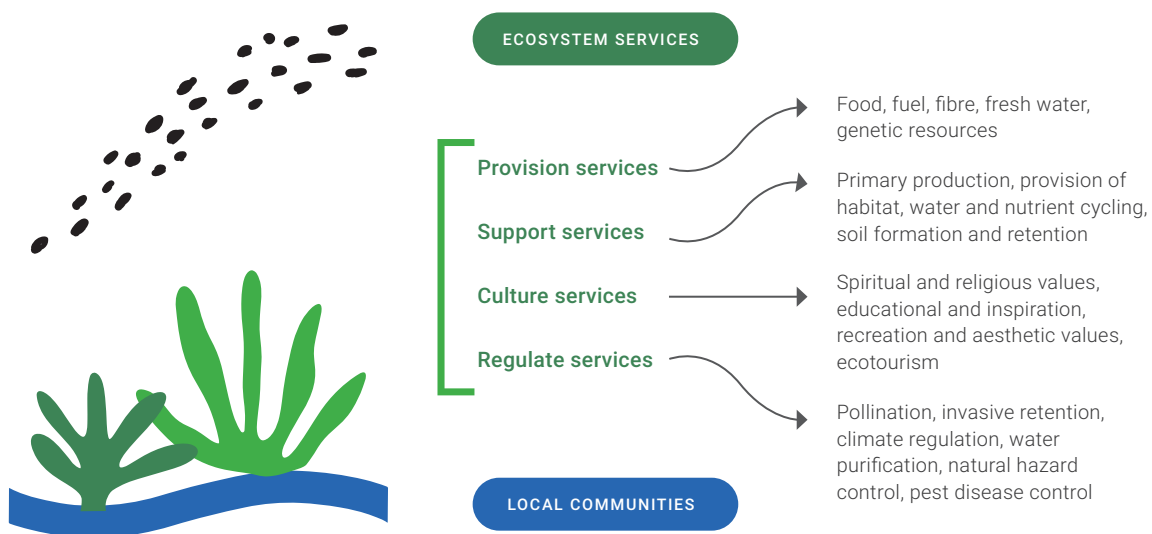 ECOSYSTEM SERVICES
Provision services
Food, fuel, fibre, fresh water,
genetic resources
Support services
Primary production, provision of
habitat, water and nutrient cycling,
soil formation and retention
Culture services
Spiritual and religious values,
educational and inspiration,
recreation and aesthetic values,
ecotourism
Regulate services
Pollination, invasive retention,
climate regulation, water
purification, natural hazard
control, pest disease control
LOCAL COMMUNITIES